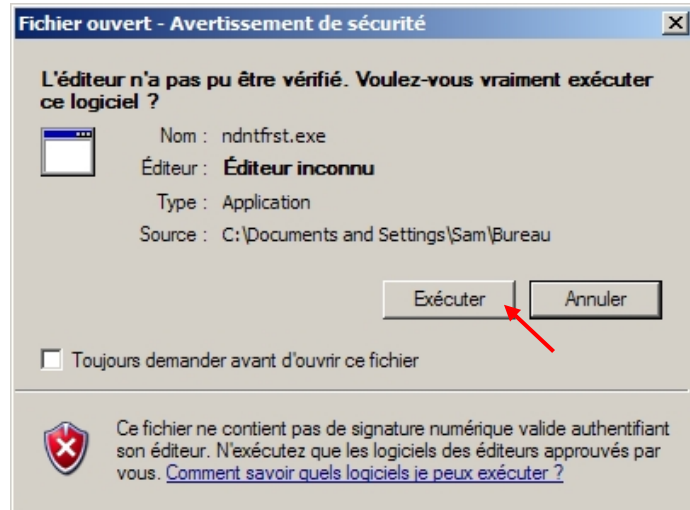 Fichier ouvert - Avertissement de sécurité
L'éditeur n'a pas pu être vérifié. Voulez-vous vraiment exécuter
ce logiciel ?
Nom : ndntfrst.exe
Éditeur : Éditeur inconnu
Type : Application
Source : C:\Documents and Settings\Sam\Bureau
Exécuter Annuler
Toujours demander avant d'ouvrir ce fichier
Ce fichier ne contient pas de signature numérique valide authentifiant
son éditeur. N'exécutez que les logiciels des éditeurs approuvés par
vous. Comment savoir quels logiciels je peux exécuter ?